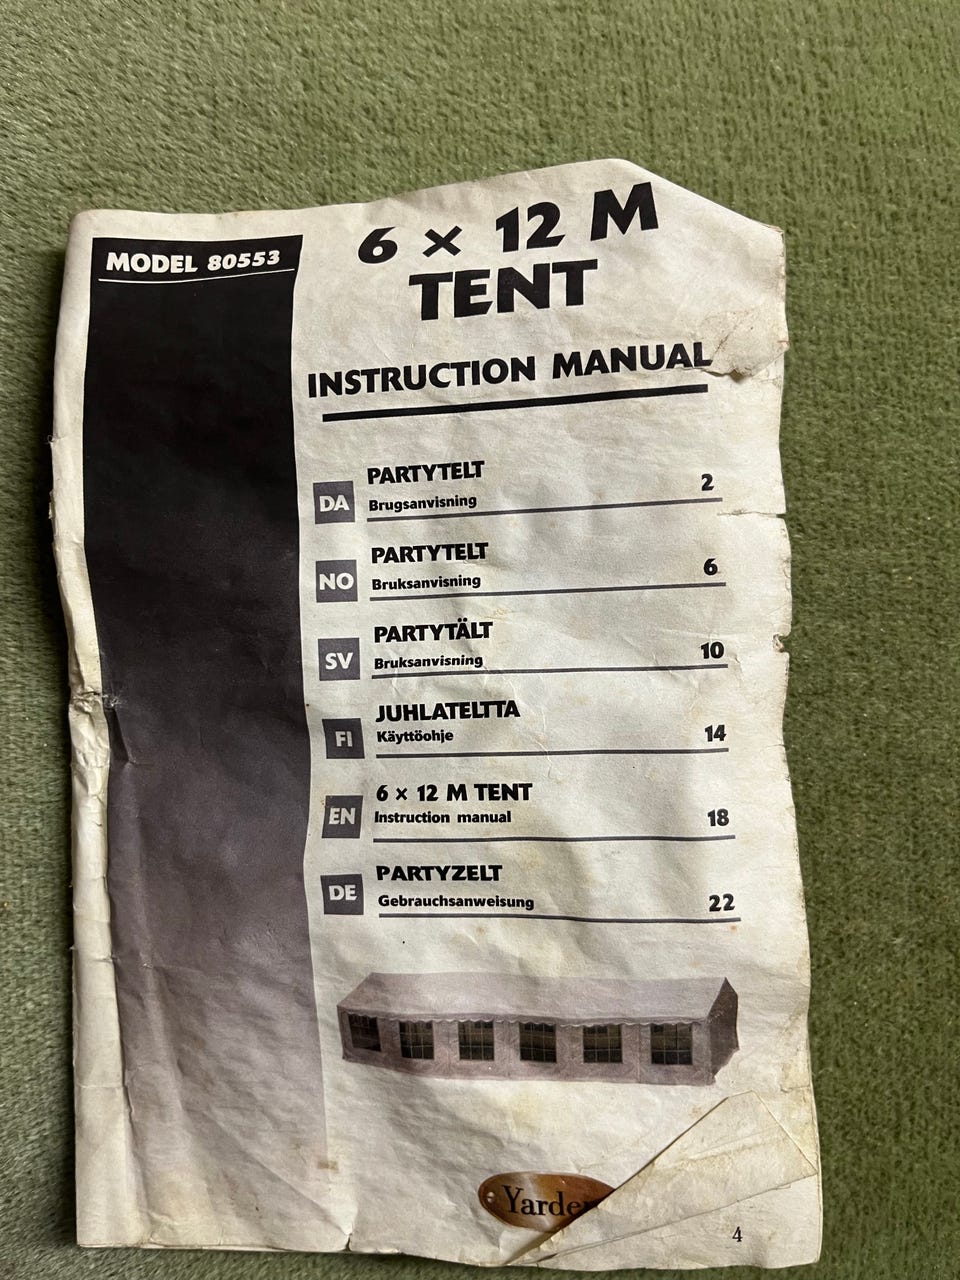 MODEL 80553
6 × 12 M
TENT
INSTRUCTION MANUAL
DA
PARTYTELT
Brugsanvisning
2
NO
PARTYTELT
Bruksanvisning
6
SV
PARTYTÄLT
Bruksanvisning
10
FI
JUHLATELTTA
Käyttöohje
14
EN
6 × 12 M TENT
Instruction manual
18
DE
PARTYZELT
Gebrauchsanweisung
22
4